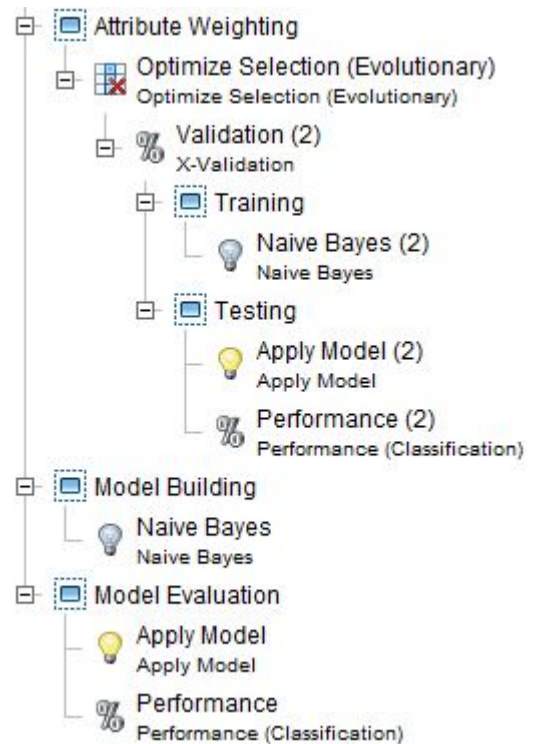 Attribute Weighting
Optimize Selection (Evolutionary)
Optimize Selection (Evolutionary)
Validation (2)
X-Validation
Training
Naive Bayes (2)
Naive Bayes
Testing
Apply Model (2)
Apply Model
Performance (2)
Performance (Classification)
Model Building
Naive Bayes
Naive Bayes
Model Evaluation
Apply Model
Apply Model
Performance
Performance (Classification)